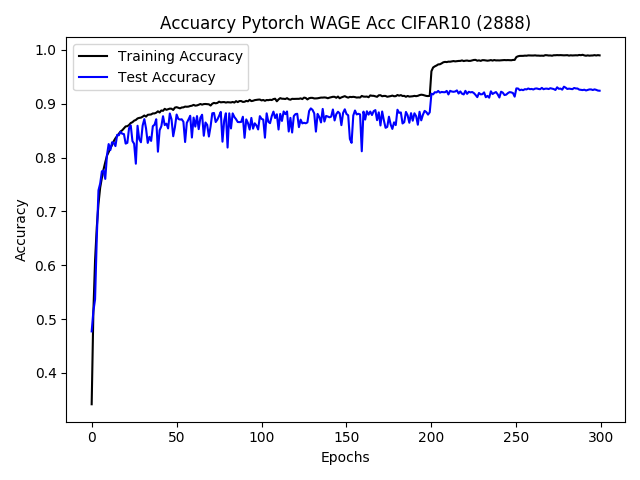 Accuarcy Pytorch WAGE Acc CIFAR10 (2888)
Training Accuracy
Test Accuracy
1.0
0.9
0.8
0.7
0.6
0.5
0.4
Accuracy
0 50 100 150 200 250 300
Epochs